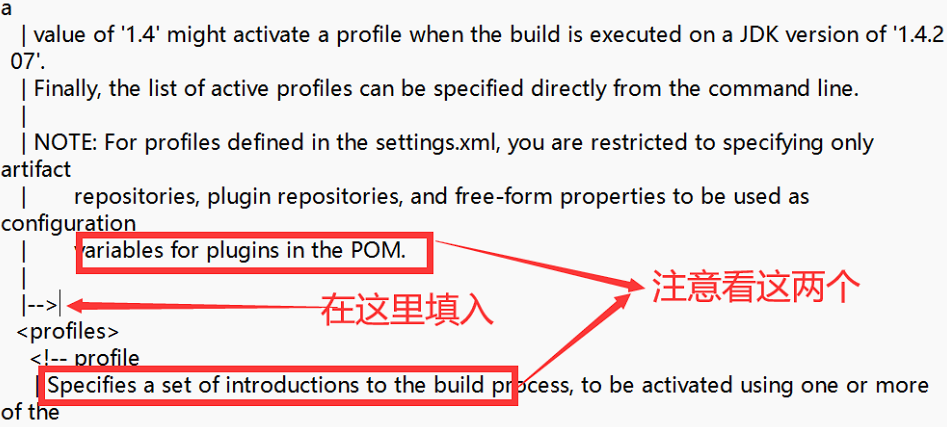 a
| value of '1.4' might activate a profile when the build is executed on a JDK version of '1.4.2
07'.
| Finally, the list of active profiles can be specified directly from the command line.
|
| NOTE: For profiles defined in the settings.xml, you are restricted to specifying only
artifact
| repositories, plugin repositories, and free-form properties to be used as
configuration
| variables for plugins in the POM.
|
|-->
在这里填入
注意看这两个
<profiles>
<!-- profile
| Specifies a set of introductions to the build process, to be activated using one or more
of the